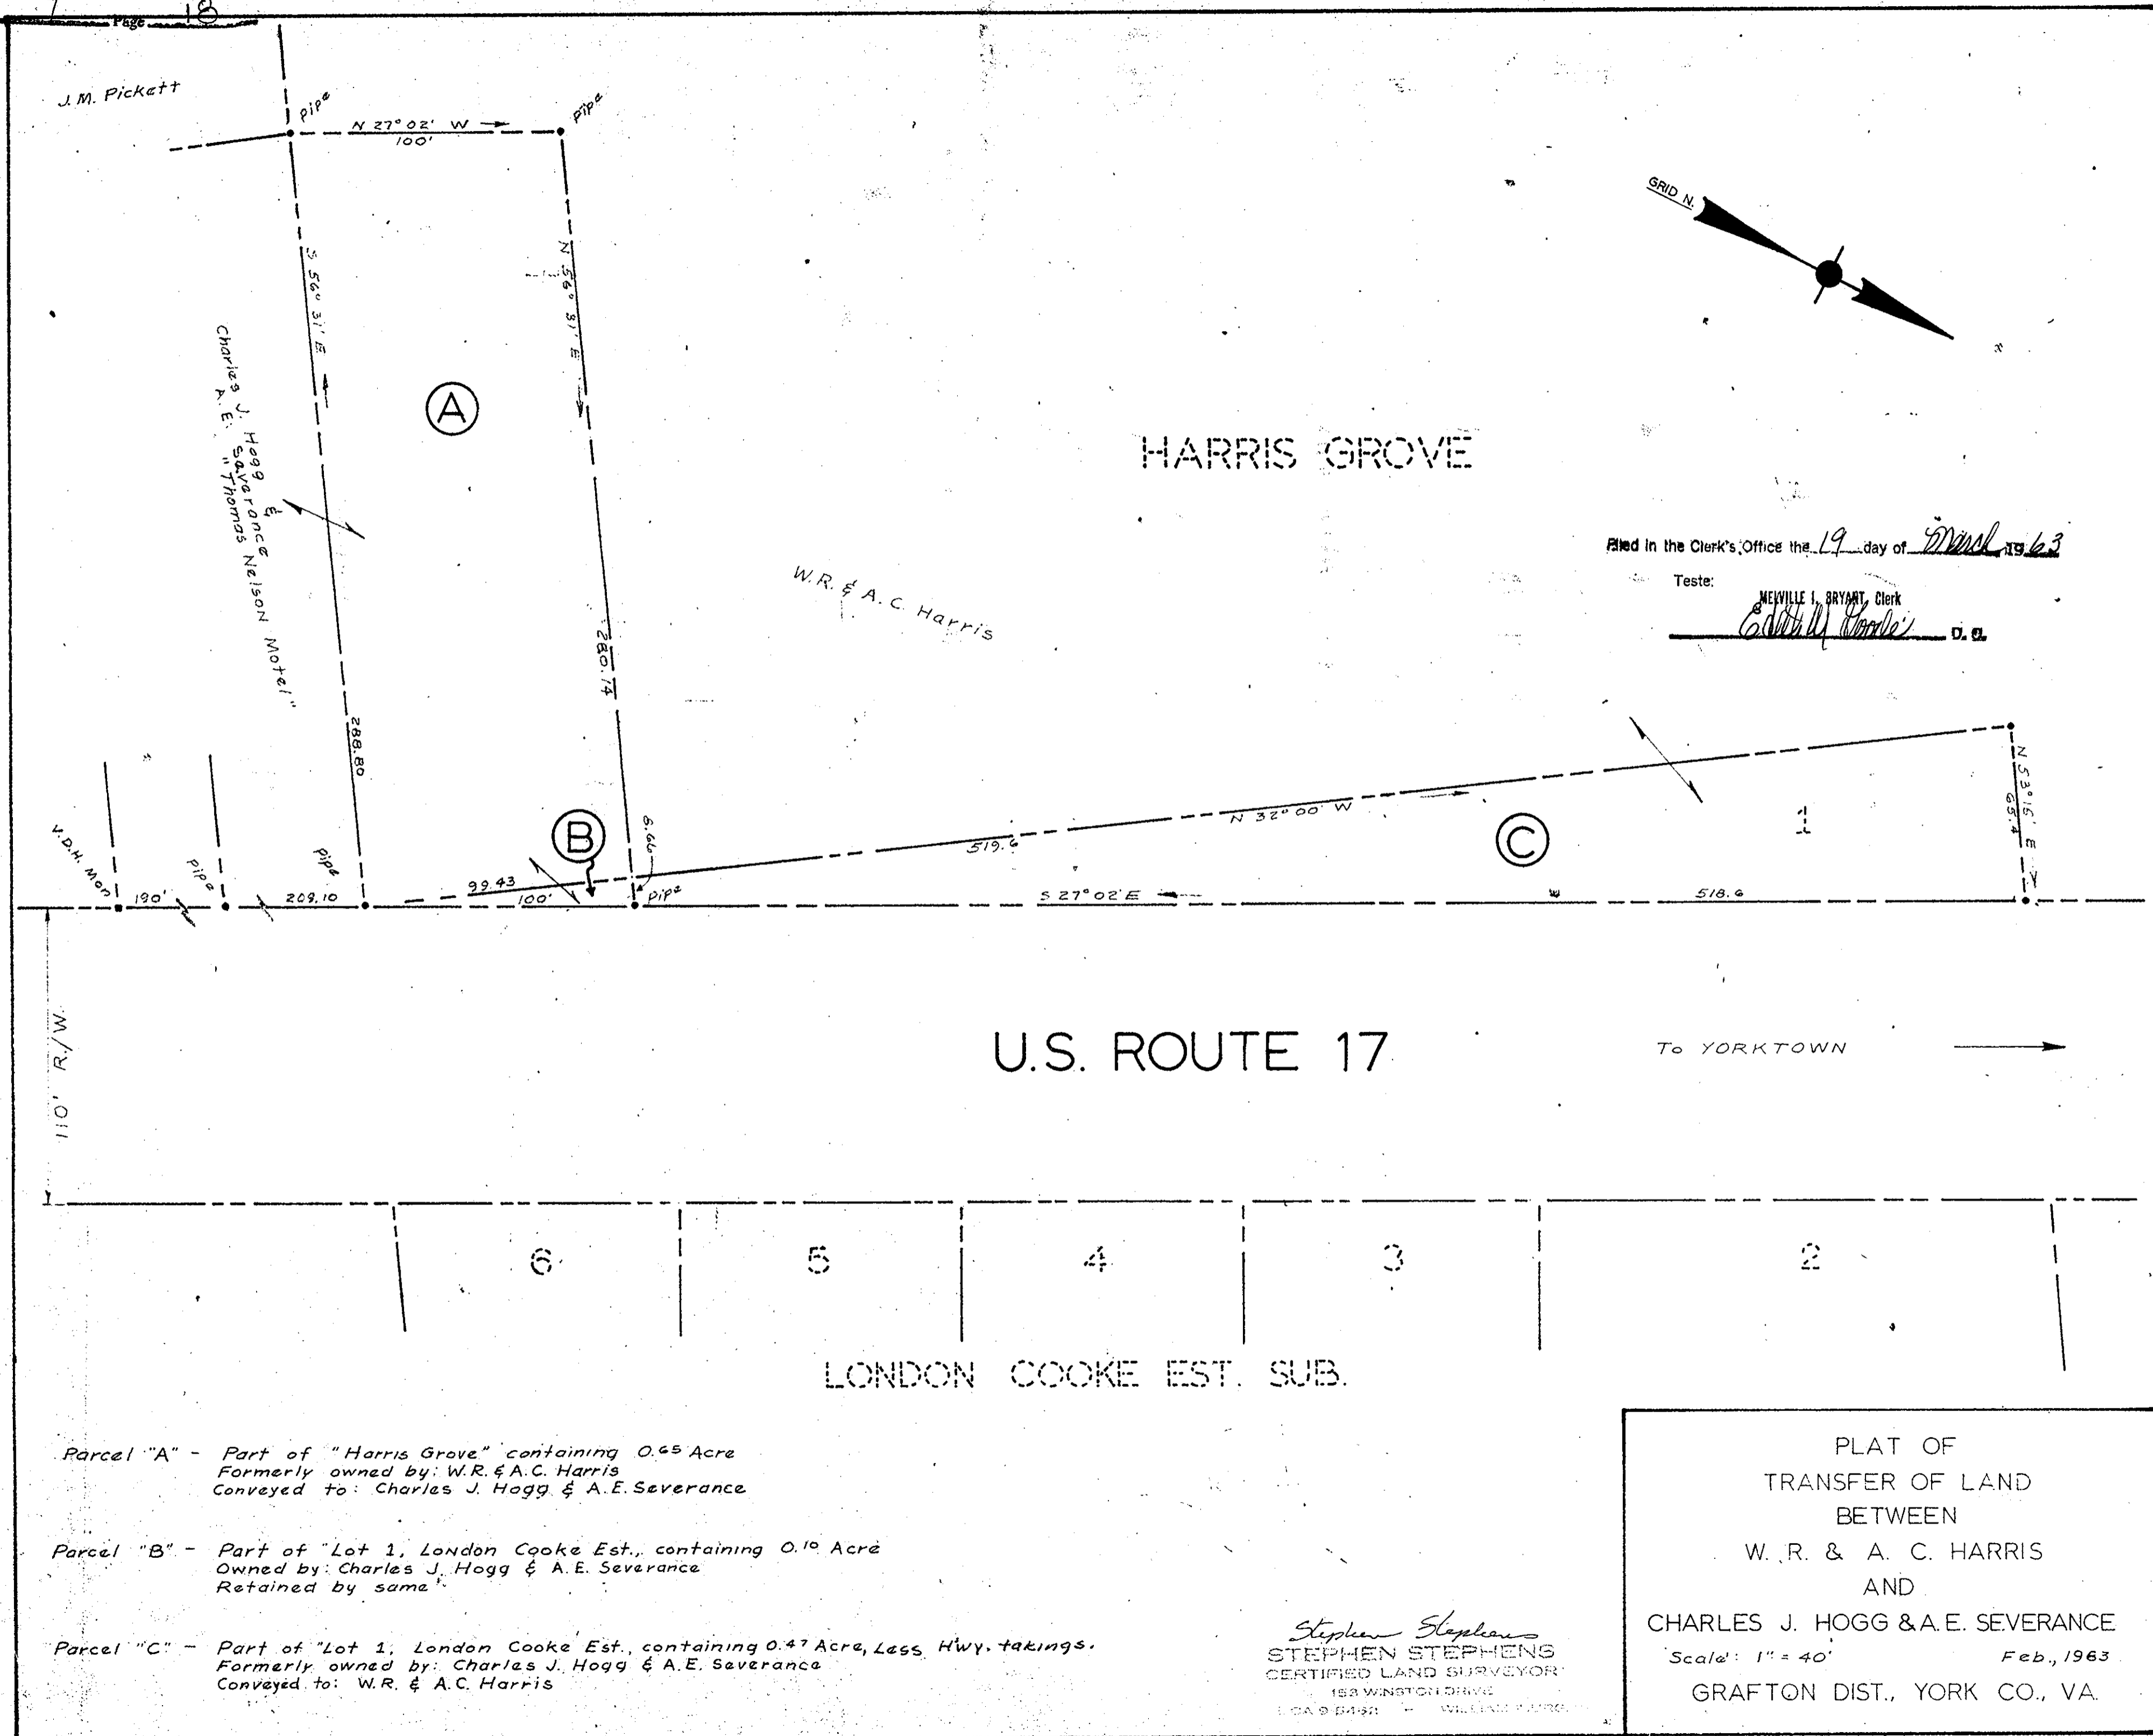 Page 18
J.M. Pickett
pipe
N 27° 02' W
100'
pipe
GRID N.
S 56° 31' E
N 56° 31' E
A
Charles J. Hogg &
A.E. Saverance
"Thomas Nelson Motel"
HARRIS GROVE
W.R. & A.C. Harris
Filed in the Clerk's Office the 19 day of March 1963
Teste:
MELVILLE I. BRYANT, Clerk
D. C.
280.14
288.80
B
6.66
99.43
100'
pipe
V.D.H. Mon
190'
pipe
209.10
pipe
519.6
N 32° 00' W
C
1
N 53° 16' E
65.4
S 27° 02' E
518.6
110' R/W
U.S. ROUTE 17
To YORKTOWN
6
5
4
3
2
LONDON COOKE EST. SUB.
Parcel "A" - Part of "Harris Grove" containing 0.65 Acre
Formerly owned by: W.R. & A.C. Harris
Conveyed to: Charles J. Hogg & A.E. Severance
Parcel "B" - Part of "Lot 1, London Cooke Est., containing 0.10 Acre
Owned by: Charles J. Hogg & A.E. Severance
Retained by same
Parcel "C" - Part of "Lot 1, London Cooke Est., containing 0.47 Acre, Less Hwy. takings.
Formerly owned by: Charles J. Hogg & A.E. Severance
Conveyed to: W.R. & A.C. Harris
Stephen Stephens
STEPHEN STEPHENS
CERTIFIED LAND SURVEYOR
153 WINSTON DRIVE
PLAT OF
TRANSFER OF LAND
BETWEEN
W. R. & A. C. HARRIS
AND
CHARLES J. HOGG & A.E. SEVERANCE
Scale: 1" = 40' Feb., 1963
GRAFTON DIST., YORK CO., VA.